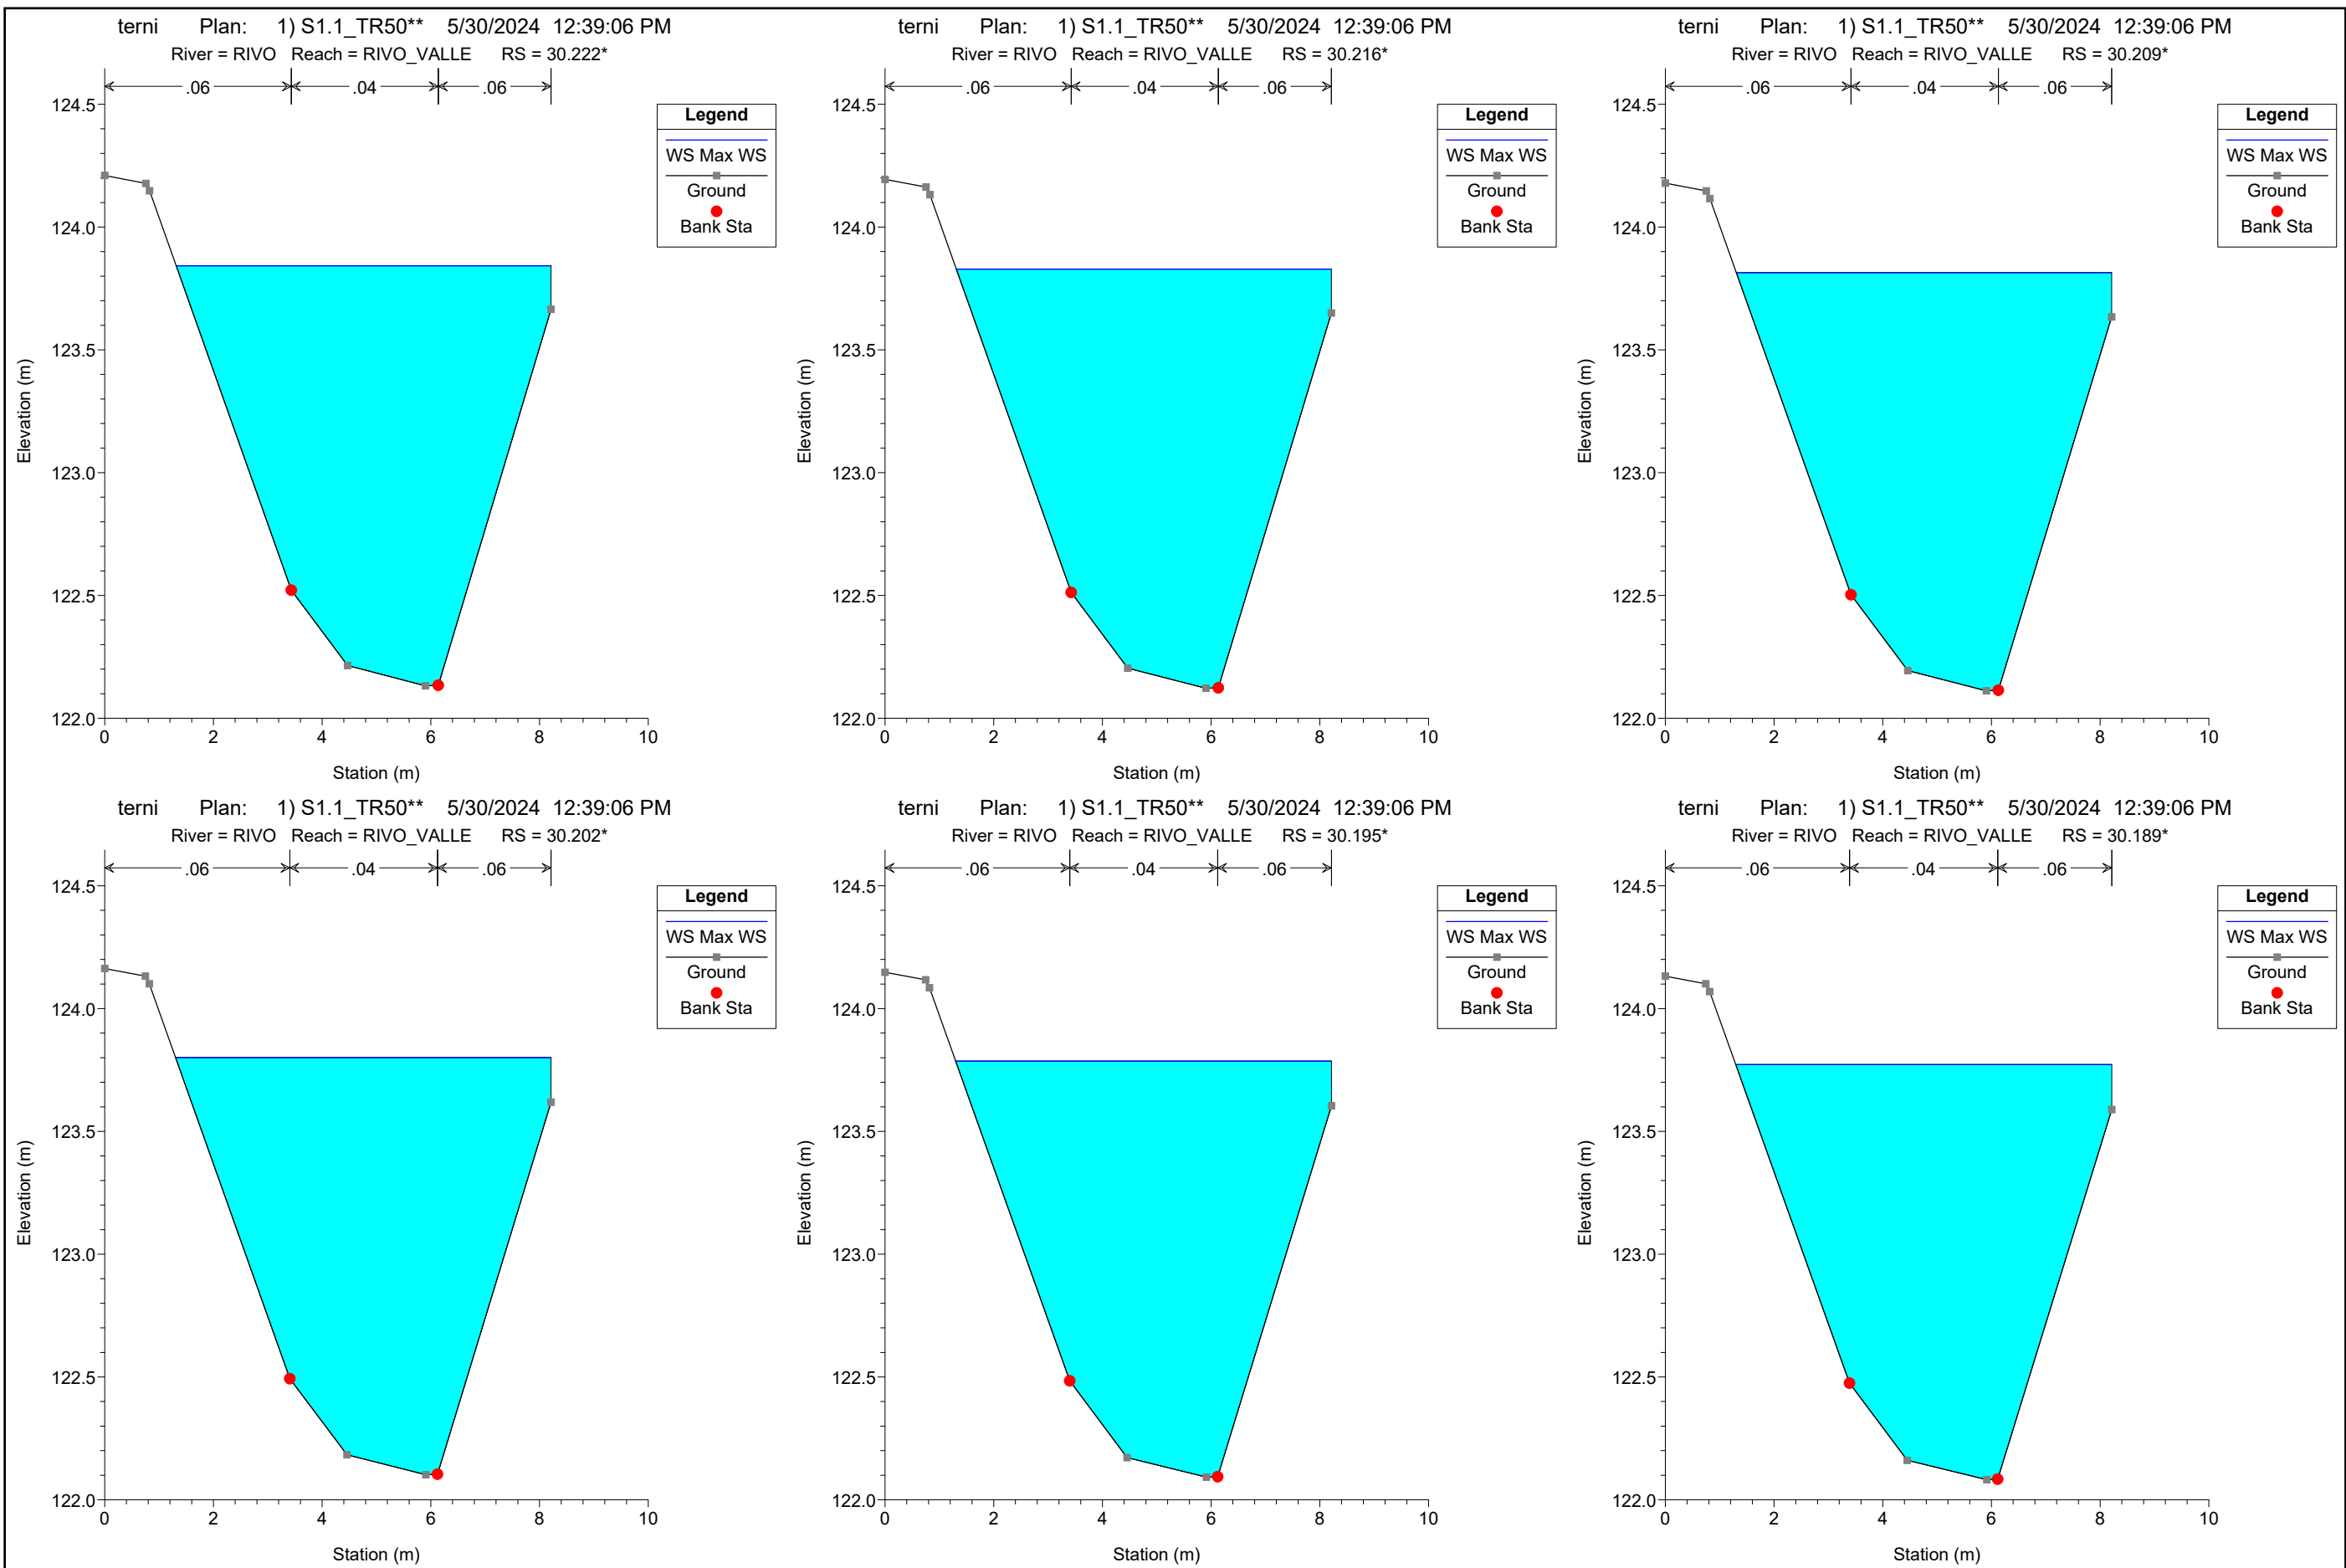 terni Plan: 1) S1.1_TR50** 5/30/2024 12:39:06 PM
River = RIVO Reach = RIVO_VALLE RS = 30.222*
.06 .04 .06
Legend
WS Max WS
Ground
Bank Sta
124.5
124.0
123.5
123.0
122.5
122.0
Elevation (m)
0 2 4 6 8 10
Station (m)
terni Plan: 1) S1.1_TR50** 5/30/2024 12:39:06 PM
River = RIVO Reach = RIVO_VALLE RS = 30.216*
.06 .04 .06
Legend
WS Max WS
Ground
Bank Sta
124.5
124.0
123.5
123.0
122.5
122.0
Elevation (m)
0 2 4 6 8 10
Station (m)
terni Plan: 1) S1.1_TR50** 5/30/2024 12:39:06 PM
River = RIVO Reach = RIVO_VALLE RS = 30.209*
.06 .04 .06
Legend
WS Max WS
Ground
Bank Sta
124.5
124.0
123.5
123.0
122.5
122.0
Elevation (m)
0 2 4 6 8 10
Station (m)
terni Plan: 1) S1.1_TR50** 5/30/2024 12:39:06 PM
River = RIVO Reach = RIVO_VALLE RS = 30.202*
.06 .04 .06
Legend
WS Max WS
Ground
Bank Sta
124.5
124.0
123.5
123.0
122.5
122.0
Elevation (m)
0 2 4 6 8 10
Station (m)
terni Plan: 1) S1.1_TR50** 5/30/2024 12:39:06 PM
River = RIVO Reach = RIVO_VALLE RS = 30.195*
.06 .04 .06
Legend
WS Max WS
Ground
Bank Sta
124.5
124.0
123.5
123.0
122.5
122.0
Elevation (m)
0 2 4 6 8 10
Station (m)
terni Plan: 1) S1.1_TR50** 5/30/2024 12:39:06 PM
River = RIVO Reach = RIVO_VALLE RS = 30.189*
.06 .04 .06
Legend
WS Max WS
Ground
Bank Sta
124.5
124.0
123.5
123.0
122.5
122.0
Elevation (m)
0 2 4 6 8 10
Station (m)